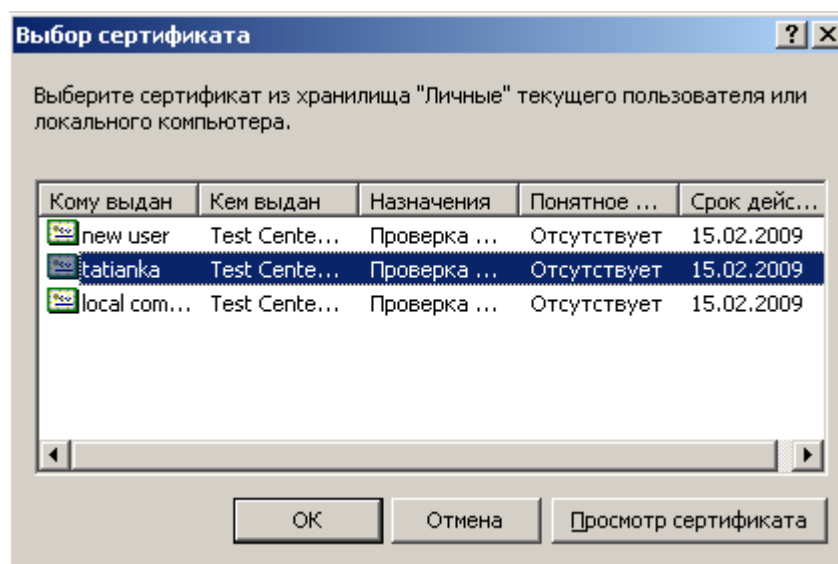 Выбор сертификата
Выберите сертификат из хранилища "Личные" текущего пользователя или
локального компьютера.
Кому выдан Кем выдан Назначения Понятное ... Срок дейс...
new user Test Cente... Проверка ... Отсутствует 15.02.2009
tatianka Test Cente... Проверка ... Отсутствует 15.02.2009
local com... Test Cente... Проверка ... Отсутствует 15.02.2009
ОК Отмена Просмотр сертификата